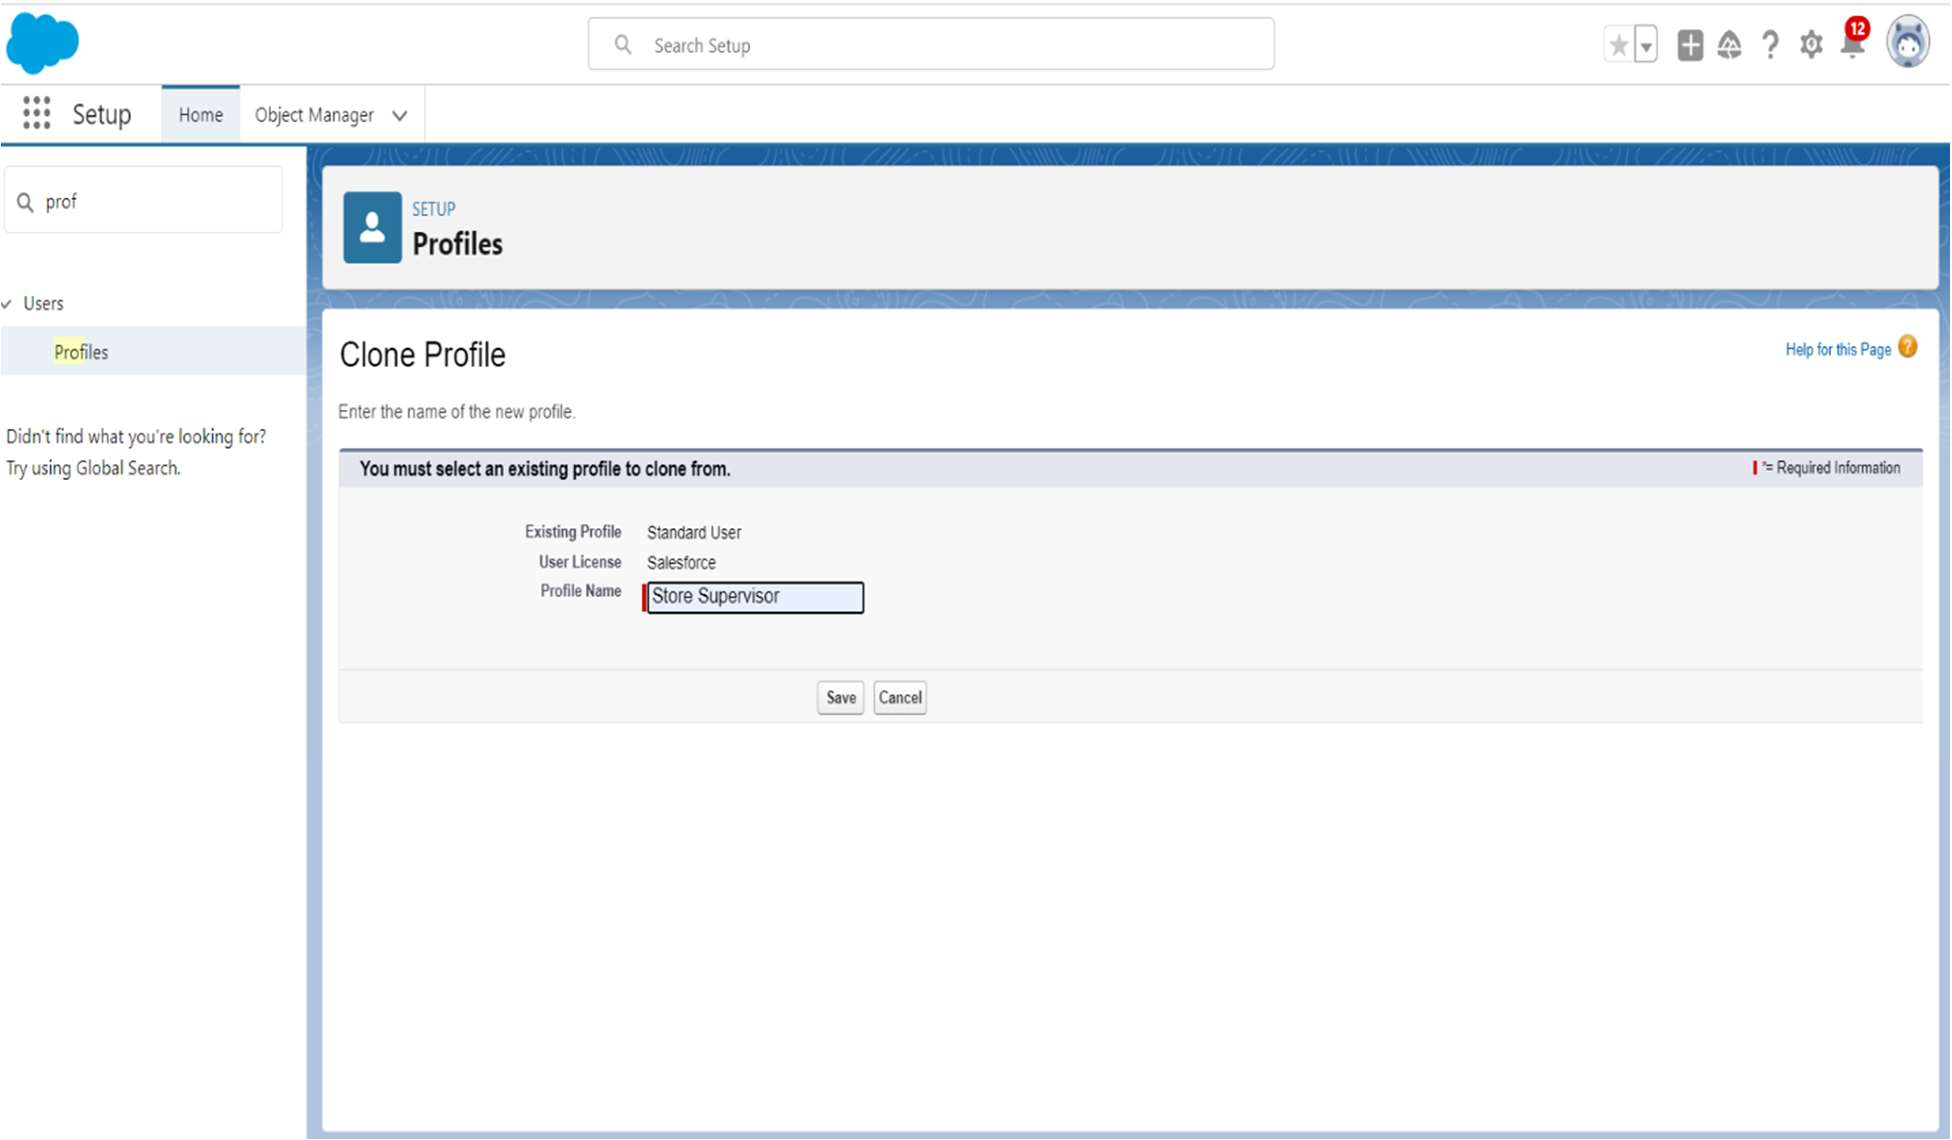 Search Setup
12
Setup
Home
Object Manager
prof
Users
Profiles
Didn't find what you're looking for?
Try using Global Search.
SETUP
Profiles
Clone Profile
Help for this Page ?
Enter the name of the new profile.
You must select an existing profile to clone from.
*= Required Information
Existing Profile Standard User
User License Salesforce
Profile Name Store Supervisor
Save Cancel